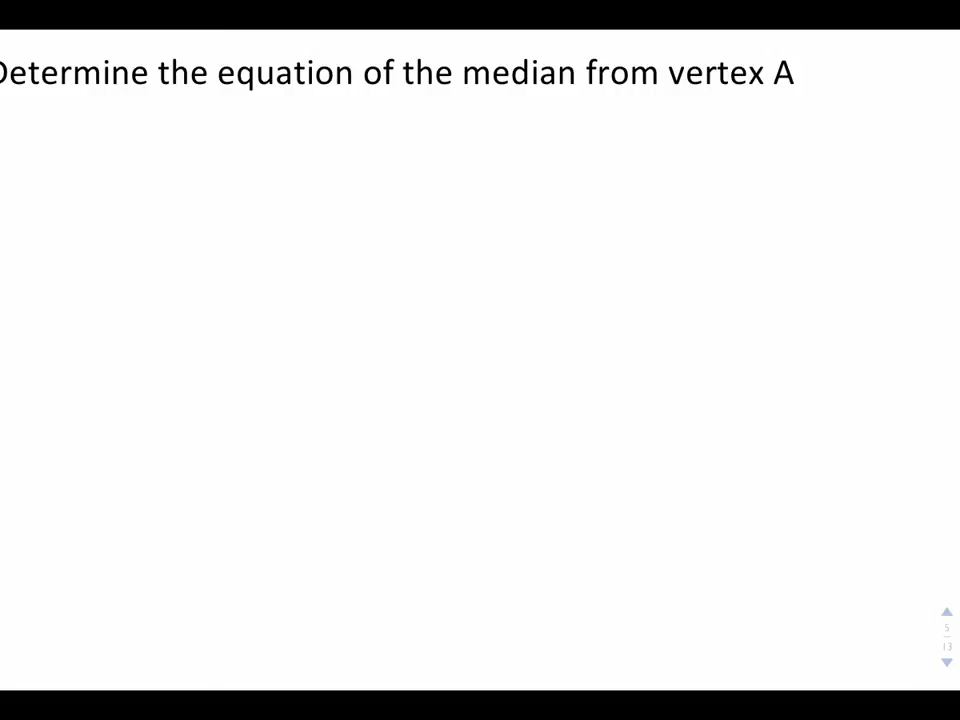 Determine the equation of the median from vertex A
5
13